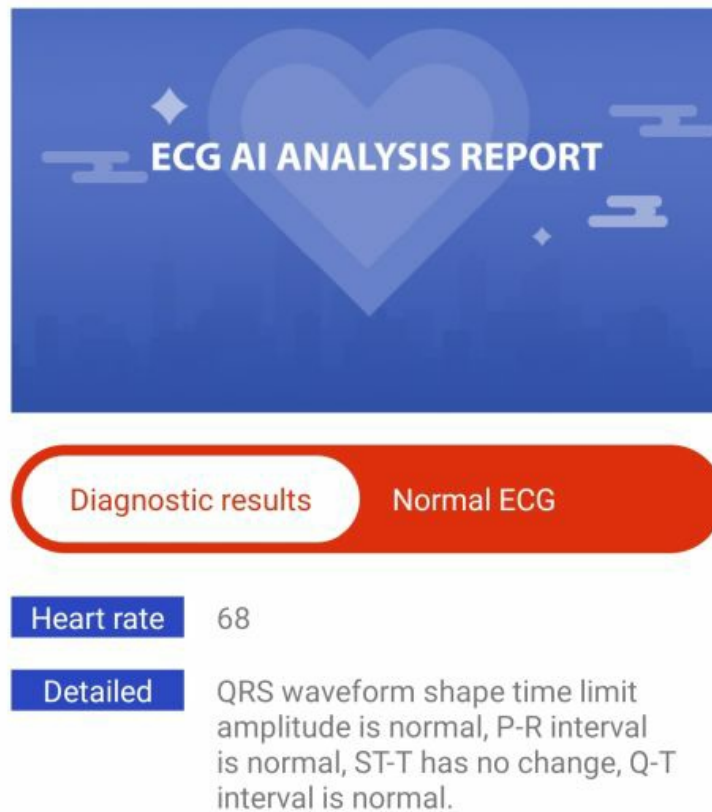 ECG AI ANALYSIS REPORT
Diagnostic results
Normal ECG
Heart rate
68
Detailed
QRS waveform shape time limit
amplitude is normal, P-R interval
is normal, ST-T has no change, Q-T
interval is normal.